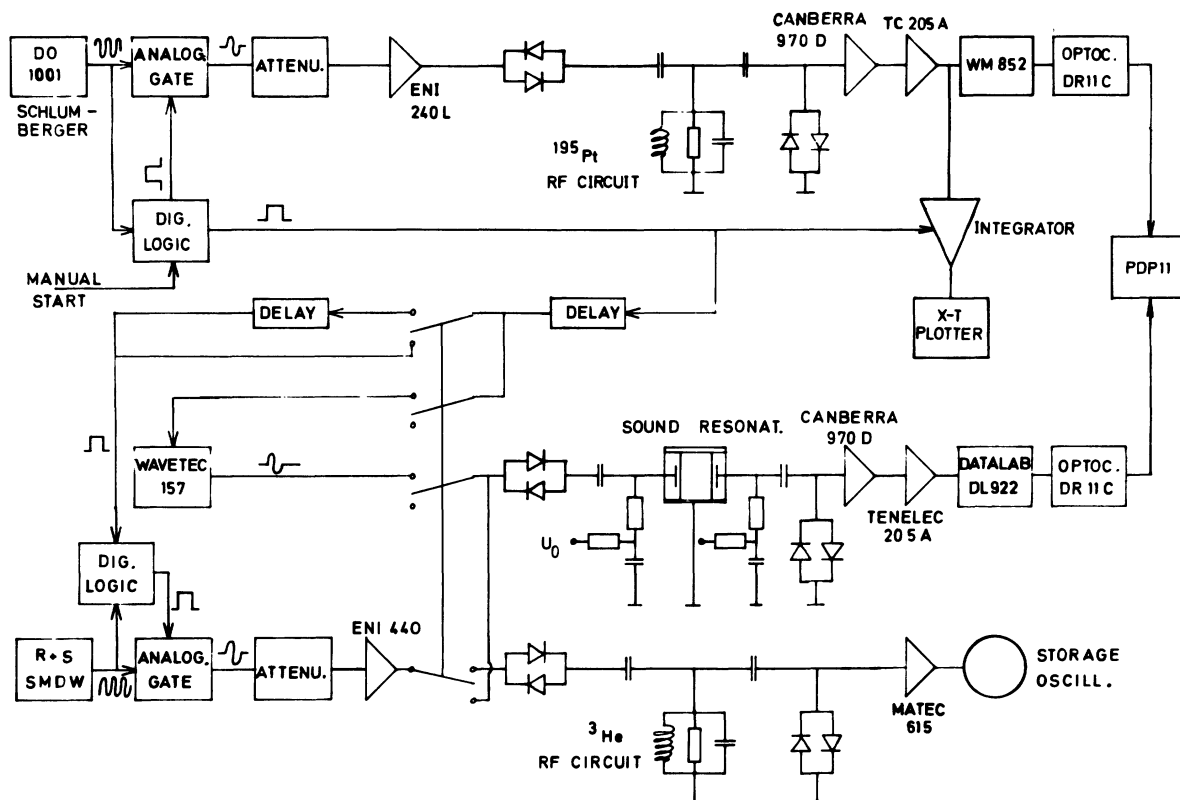 DO
1001
SCHLUM-
BERGER
ANALOG.
GATE
ATTENU.
ENI
240 L
195Pt
RF CIRCUIT
CANBERRA
970 D
TC 205 A
WM 852
OPTOC.
DR11 C
DIG.
LOGIC
MANUAL
START
INTEGRATOR
PDP11
X-T
PLOTTER
DELAY
DELAY
WAVETEC
157
SOUND RESONAT.
U0
CANBERRA
970 D
TENELEC
205 A
DATALAB
DL922
OPTOC.
DR 11 C
DIG.
LOGIC
R+S
SMDW
ANALOG.
GATE
ATTENU.
ENI 440
3He
RF CIRCUIT
MATEC
615
STORAGE
OSCILL.